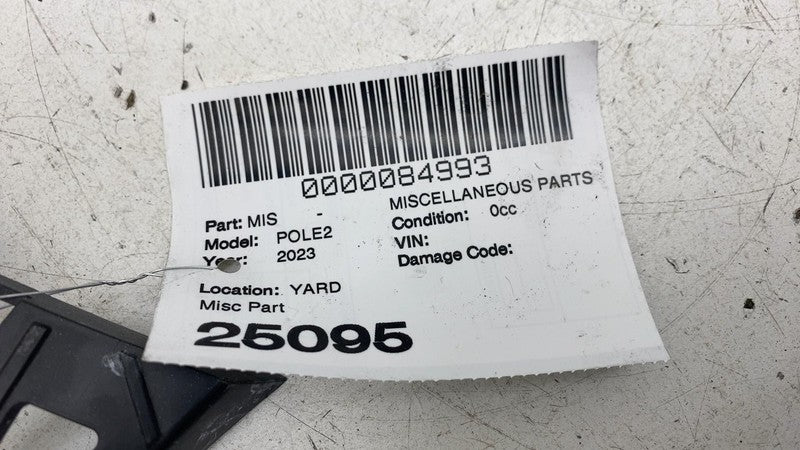 0000084993
MISCELLANEOUS PARTS
Part: MIS -
Condition: 0cc
Model: POLE2
VIN:
Year: 2023
Damage Code:
Location: YARD
Misc Part
25095